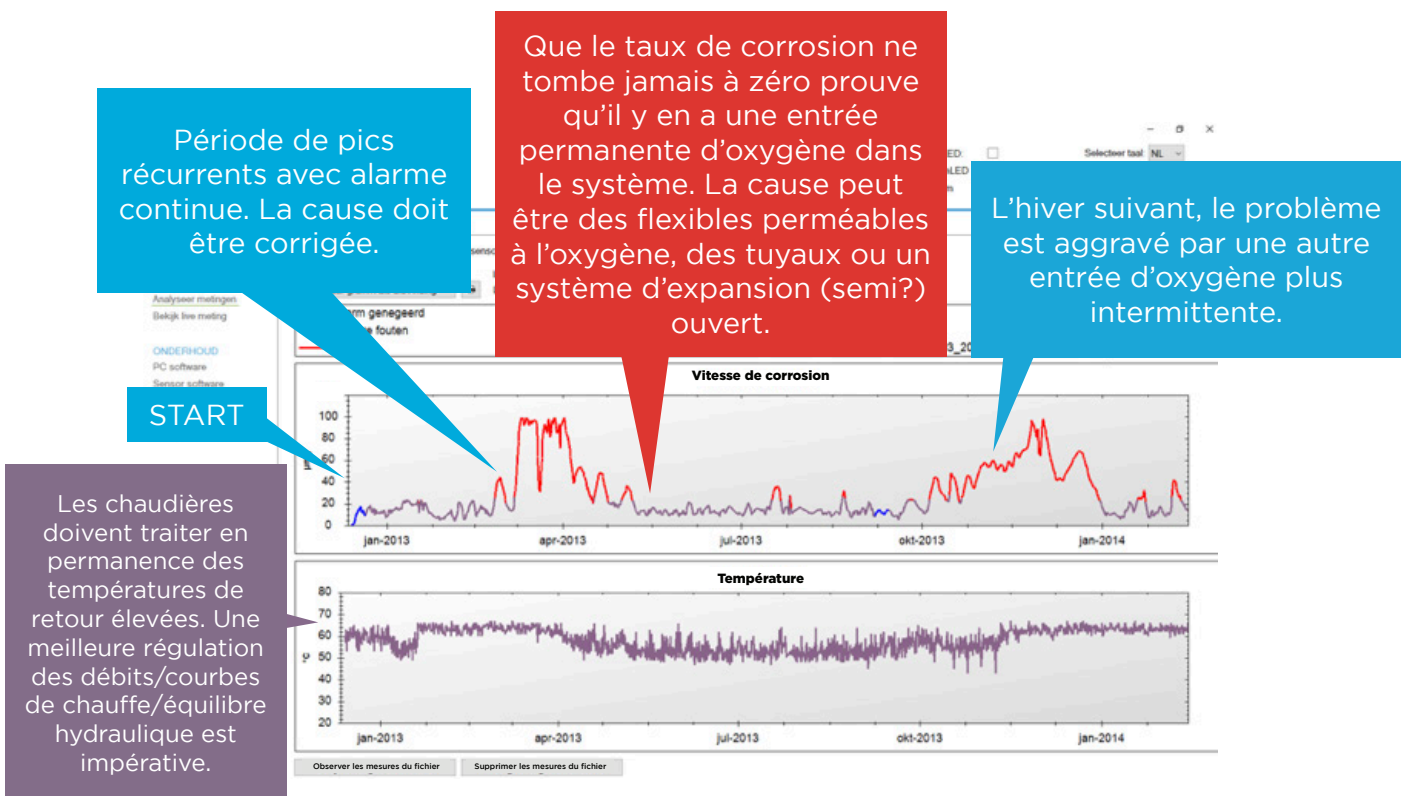 Que le taux de corrosion ne
tombe jamais à zéro prouve
qu'il y en a une entrée
permanente d'oxygène dans
le système. La cause peut
être des flexibles perméables
à l'oxygène, des tuyaux ou un
système d'expansion (semi?)
ouvert.
Période de pics
récurrents avec alarme
continue. La cause doit
être corrigée.
Selecteer taal: NL
L'hiver suivant, le problème
est aggravé par une autre
entrée d'oxygène plus
intermittente.
Analyseer metingen
Bekijk live meting
genegeerd
fouten
ONDERHOUD
PC software
Sensor software
START
Vitesse de corrosion
100
80
60
40
20
0
jan-2013
apr-2013
jul-2013
okt-2013
jan-2014
Les chaudières
doivent traiter en
permanence des
températures de
retour élevées. Une
meilleure régulation
des débits/courbes
de chauffe/équilibre
hydraulique est
impérative.
Température
80
70
60
50
40
30
20
°C
jan-2013
apr-2013
jul-2013
okt-2013
jan-2014
Observer les mesures du fichier
Supprimer les mesures du fichier